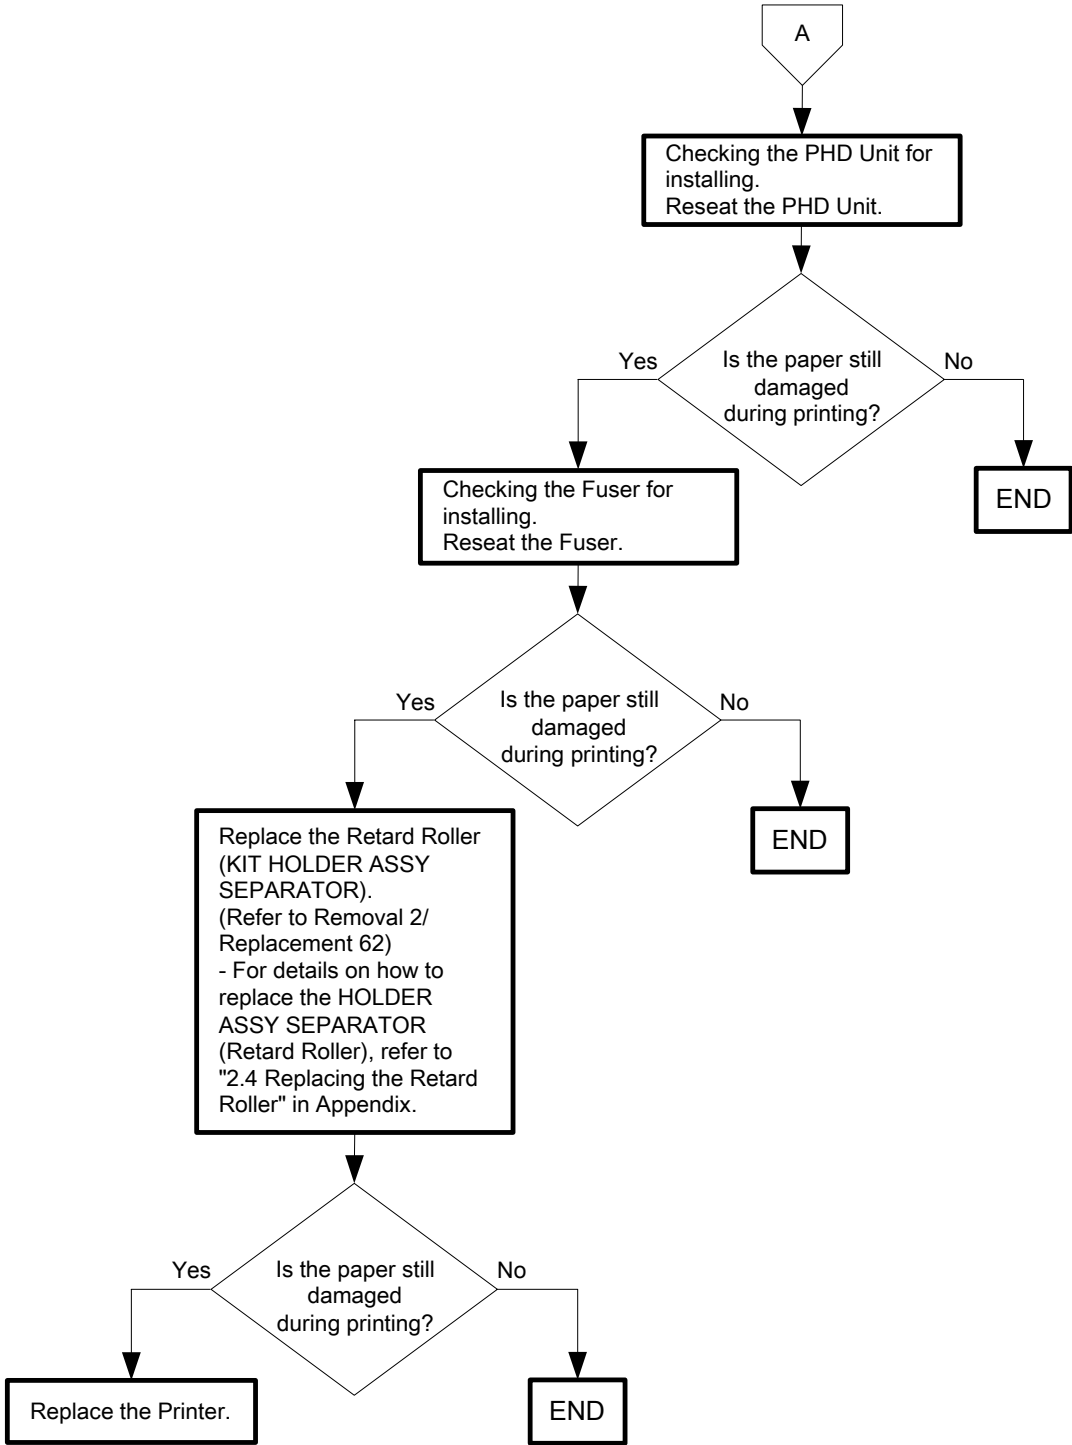 A
Checking the PHD Unit for
installing.
Reseat the PHD Unit.
Yes
Is the paper still
damaged
during printing?
No
END
Checking the Fuser for
installing.
Reseat the Fuser.
Yes
Is the paper still
damaged
during printing?
No
END
Replace the Retard Roller
(KIT HOLDER ASSY
SEPARATOR).
(Refer to Removal 2/
Replacement 62)
- For details on how to
replace the HOLDER
ASSY SEPARATOR
(Retard Roller), refer to
"2.4 Replacing the Retard
Roller" in Appendix.
Yes
Is the paper still
damaged
during printing?
No
Replace the Printer.
END